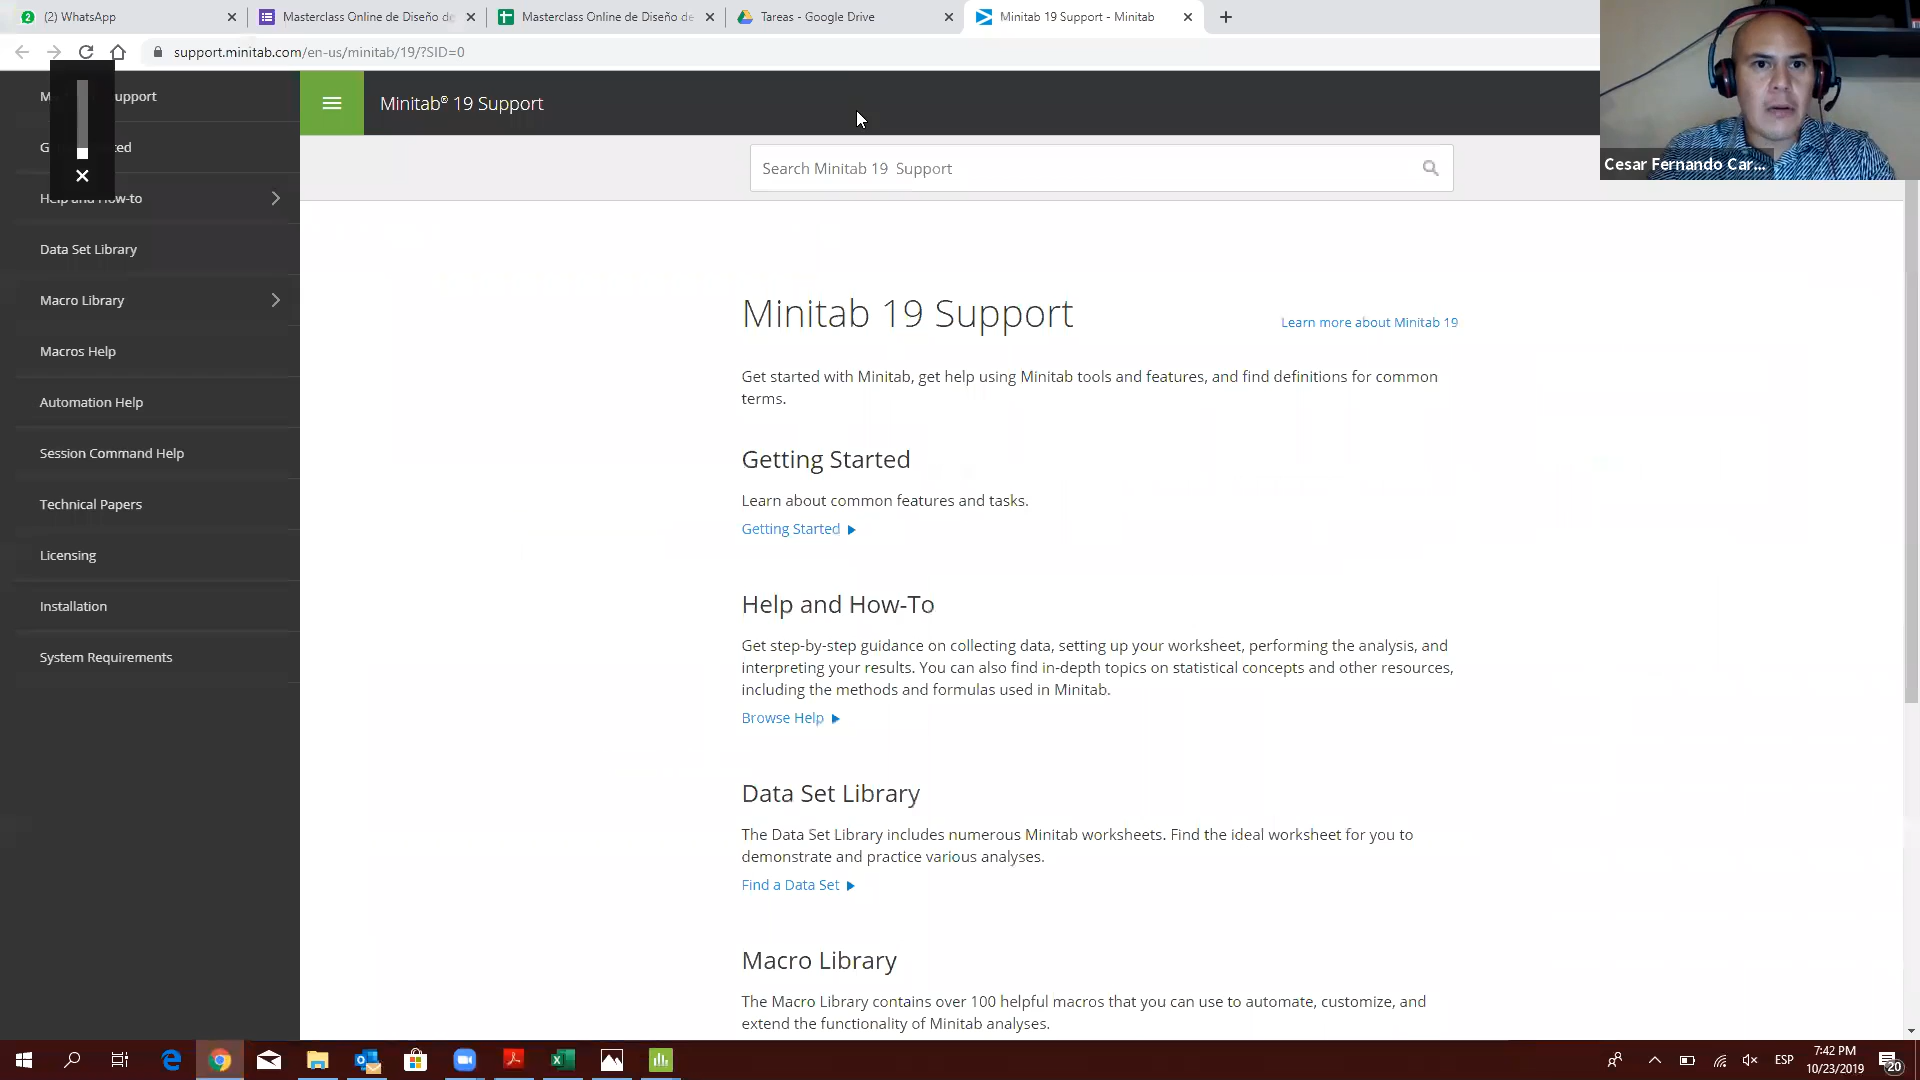 (2) WhatsApp
Masterclass Online de Diseño de
Masterclass Online de Diseño de
Tareas - Google Drive
Minitab 19 Support - Minitab
support.minitab.com/en-us/minitab/19/?SID=0
Cesar Fernando Car...
upport
Help and How-to
Data Set Library
Macro Library
Macros Help
Automation Help
Session Command Help
Technical Papers
Licensing
Installation
System Requirements
Minitab® 19 Support
Search Minitab 19 Support
Minitab 19 Support
Learn more about Minitab 19
Get started with Minitab, get help using Minitab tools and features, and find definitions for common
terms.
Getting Started
Learn about common features and tasks.
Getting Started
Help and How-To
Get step-by-step guidance on collecting data, setting up your worksheet, performing the analysis, and
interpreting your results. You can also find in-depth topics on statistical concepts and other resources,
including the methods and formulas used in Minitab.
Browse Help
Data Set Library
The Data Set Library includes numerous Minitab worksheets. Find the ideal worksheet for you to
demonstrate and practice various analyses.
Find a Data Set
Macro Library
The Macro Library contains over 100 helpful macros that you can use to automate, customize, and
extend the functionality of Minitab analyses.
ESP
7:42 PM
10/23/2019
20